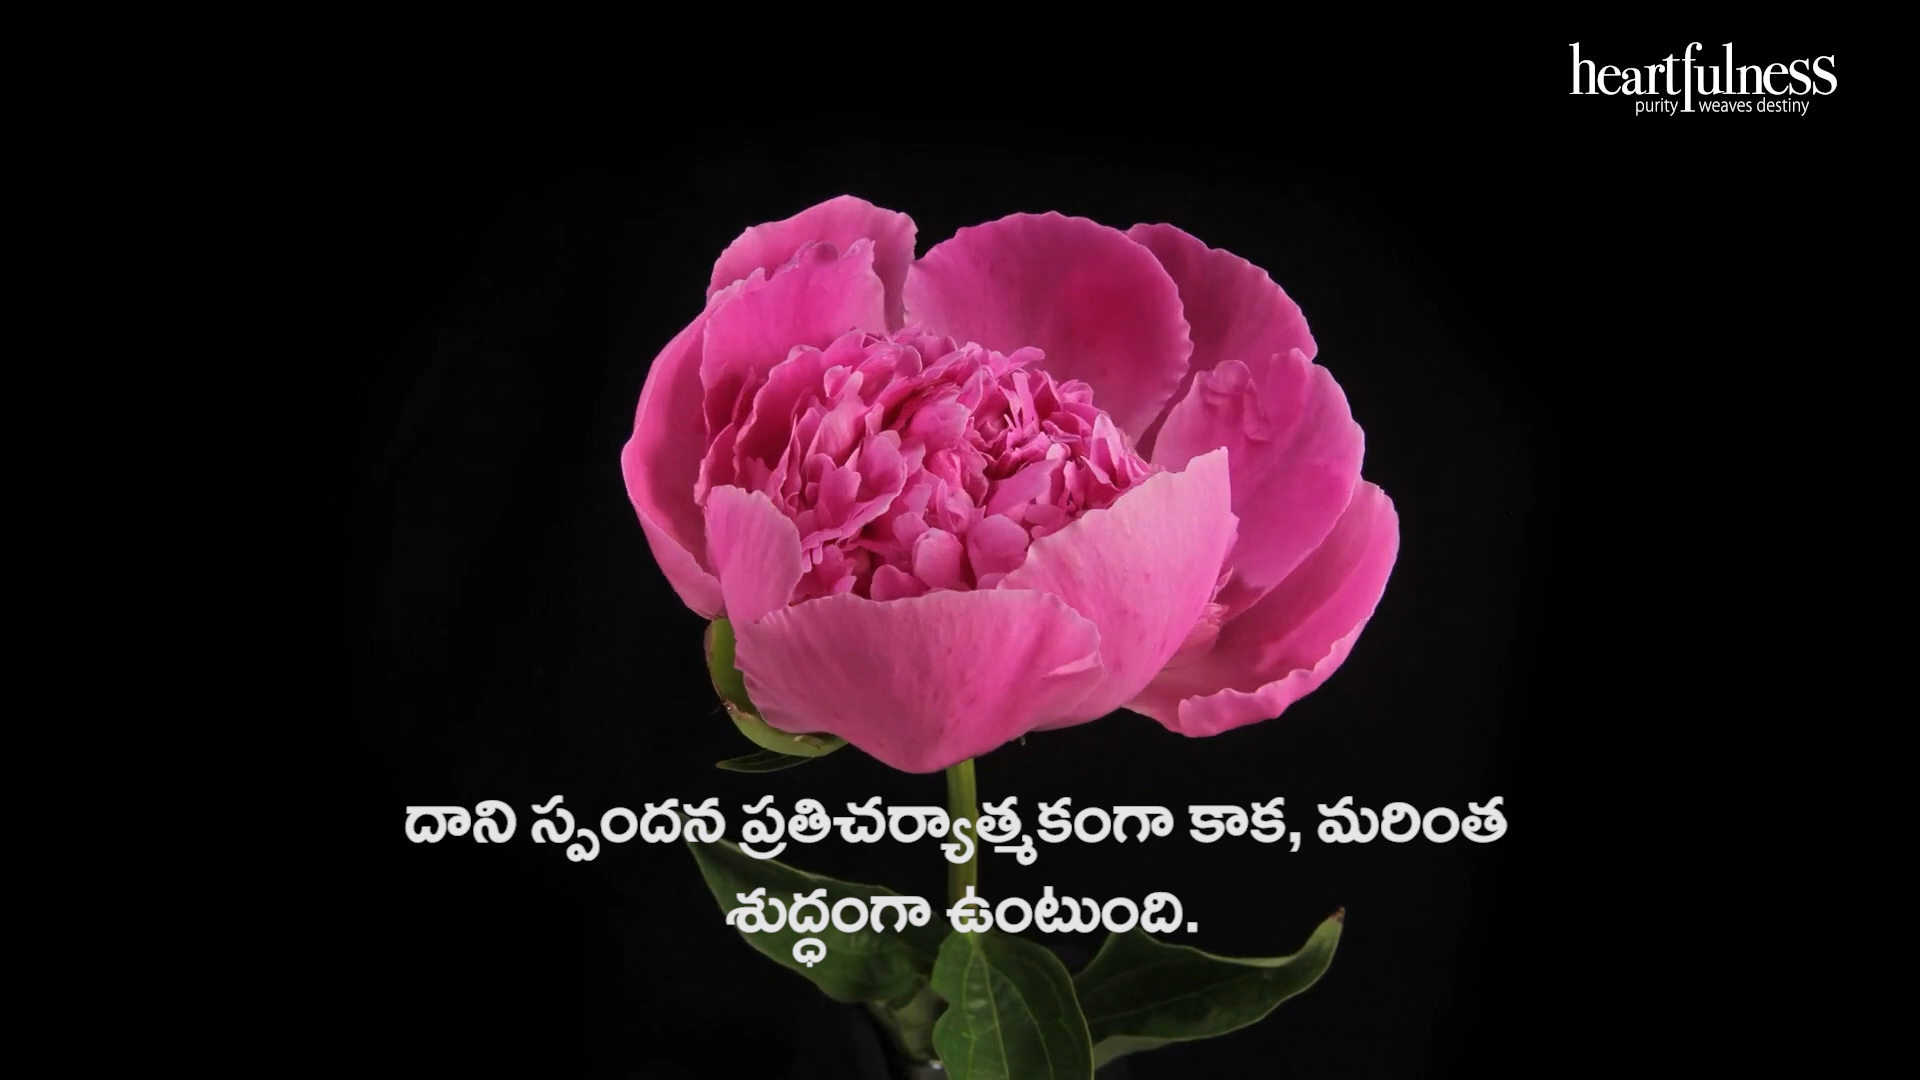 heartfulness
purity weaves destiny
దాని స్పందన ప్రతిచర్యాత్మకంగా కాక, మరింత
శుద్ధంగా ఉంటుంది.